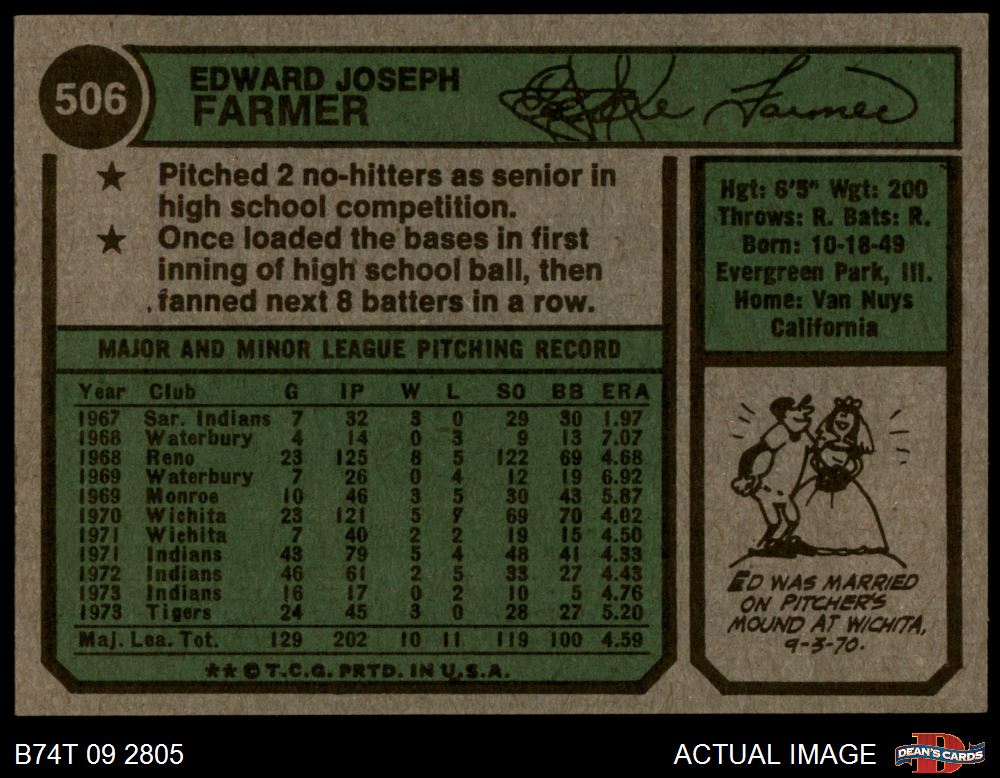 506
EDWARD JOSEPH
FARMER
Farmer
★ Pitched 2 no-hitters as senior in
high school competition.
★ Once loaded the bases in first
inning of high school ball, then
fanned next 8 batters in a row.
MAJOR AND MINOR LEAGUE PITCHING RECORD
Year Club G IP W L SO BB ERA
1967 Sar. Indians 7 32 3 0 29 30 1.97
1968 Waterbury 4 14 0 3 9 13 7.07
1968 Reno 23 125 8 5 122 69 4.68
1969 Waterbury 7 26 0 4 12 19 6.92
1969 Monroe 10 46 3 5 30 43 5.87
1970 Wichita 23 121 5 7 69 70 4.02
1971 Wichita 7 40 2 2 19 15 4.50
1971 Indians 43 79 5 4 48 41 4.33
1972 Indians 46 61 2 5 33 27 4.43
1973 Indians 16 17 0 2 10 5 4.76
1973 Tigers 24 45 3 0 28 27 5.20
Maj. Lea. Tot. 129 202 10 11 119 100 4.59
★★ © T.C.G. PRTD. IN U.S.A.
Hgt: 6'5" Wgt: 200
Throws: R. Bats: R.
Born: 10-18-49
Evergreen Park, Ill.
Home: Van Nuys
California
ED WAS MARRIED
ON PITCHER'S
MOUND AT WICHITA,
9-3-70.
B74T 09 2805
ACTUAL IMAGE
DEAN'S CARDS